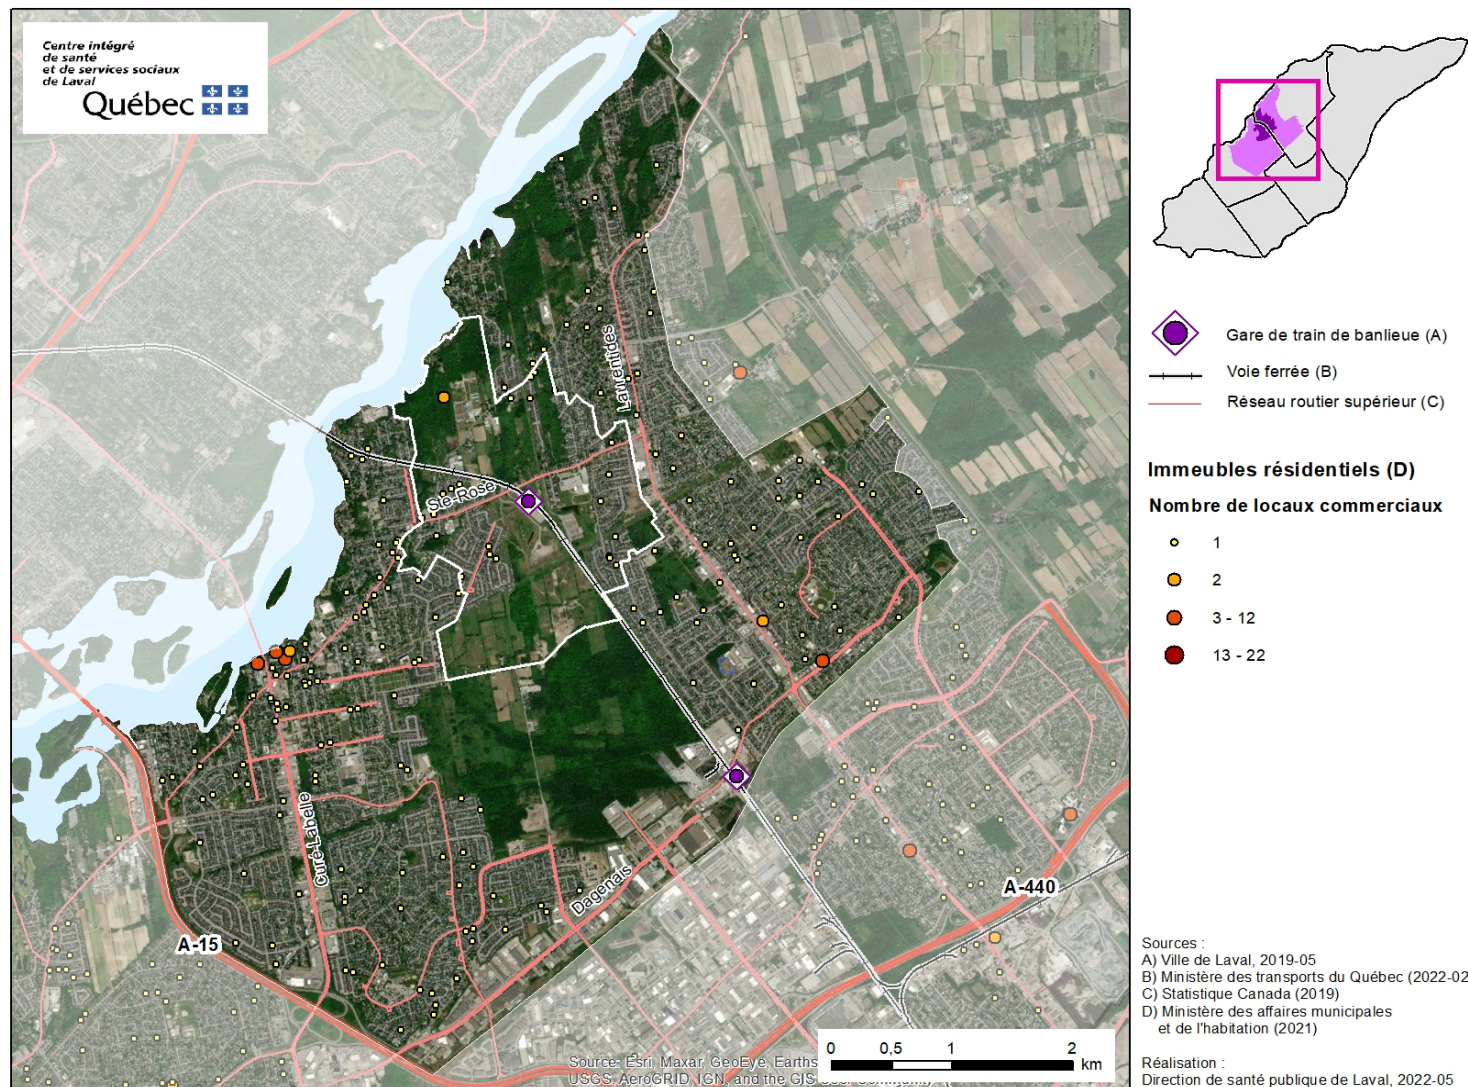 Centre intégré
de santé
et de services sociaux
de Laval
Québec
Laurentides
Ste-Rose
Curé-Labelle
Dagenais
A-15
A-440
Source: Esri, Maxar, GeoEye, Earths
USGS, AeroGRID, IGN, and the GIS User Community
0 0,5 1 2
km
Gare de train de banlieue (A)
Voie ferrée (B)
Réseau routier supérieur (C)
Immeubles résidentiels (D)
Nombre de locaux commerciaux
1
2
3 - 12
13 - 22
Sources :
A) Ville de Laval, 2019-05
B) Ministère des transports du Québec (2022-02
C) Statistique Canada (2019)
D) Ministère des affaires municipales
et de l'habitation (2021)
Réalisation :
Direction de santé publique de Laval, 2022-05